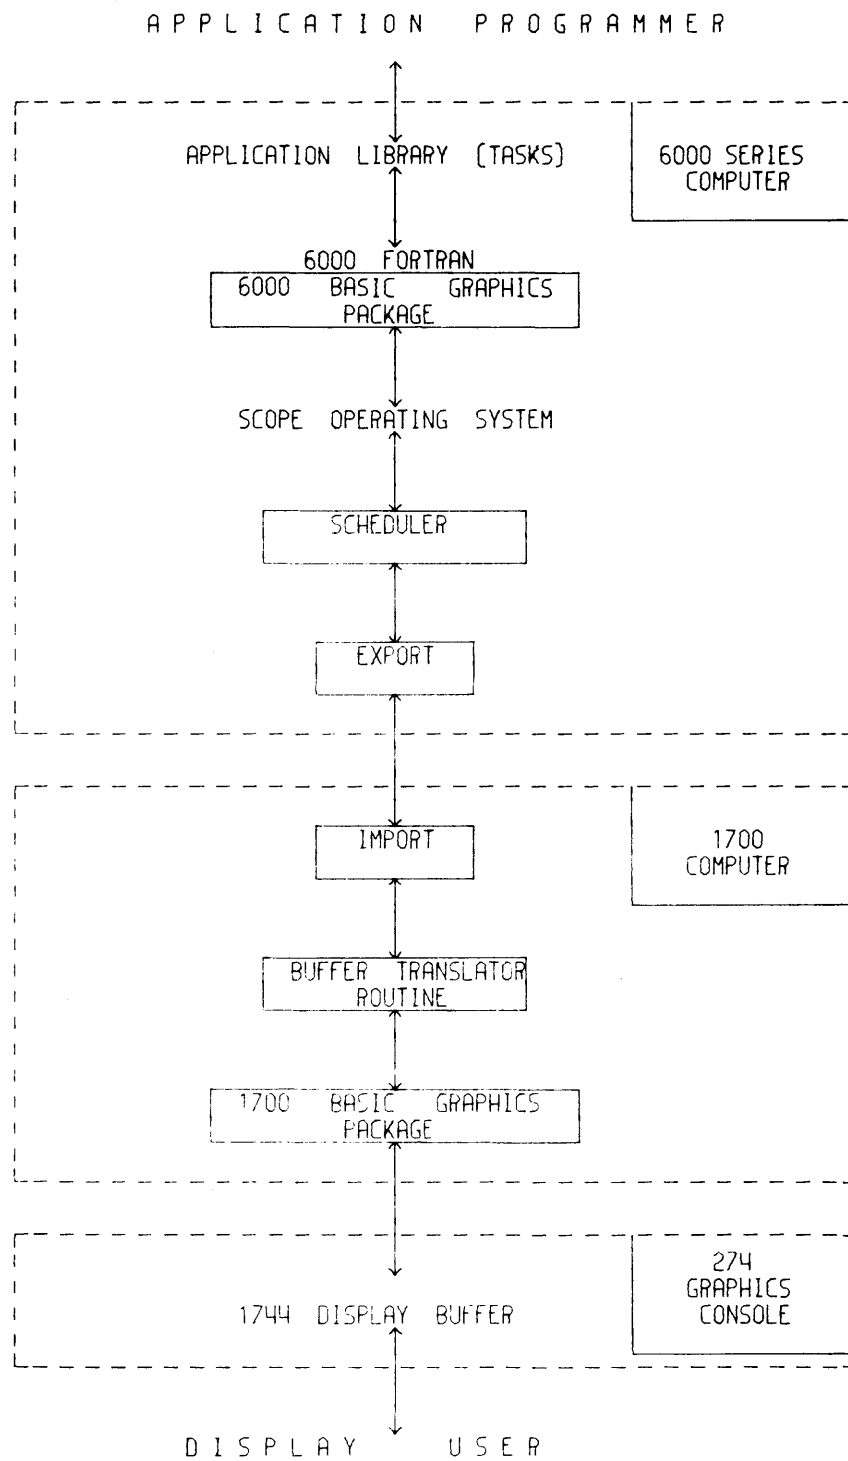 APPLICATION PROGRAMMER
APPLICATION LIBRARY (TASKS)
6000 SERIES
COMPUTER
6000 FORTRAN
6000 BASIC GRAPHICS
PACKAGE
SCOPE OPERATING SYSTEM
SCHEDULER
EXPORT
IMPORT
1700
COMPUTER
BUFFER TRANSLATOR
ROUTINE
1700 BASIC GRAPHICS
PACKAGE
274
GRAPHICS
CONSOLE
1744 DISPLAY BUFFER
DISPLAY USER